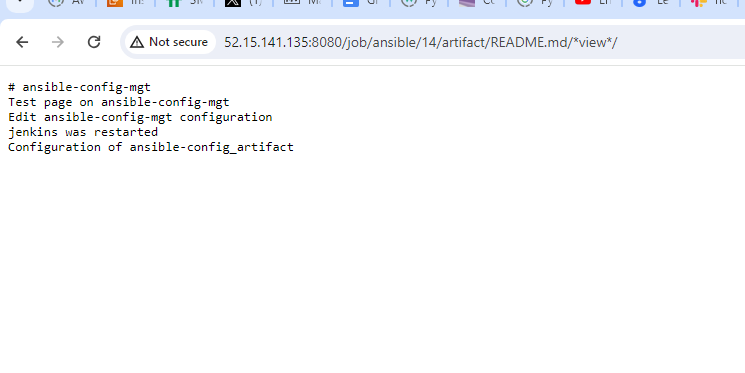 Not secure
52.15.141.135:8080/job/ansible/14/artifact/README.md/*view*/
# ansible-config-mgt
Test page on ansible-config-mgt
Edit ansible-config-mgt configuration
jenkins was restarted
Configuration of ansible-config_artifact